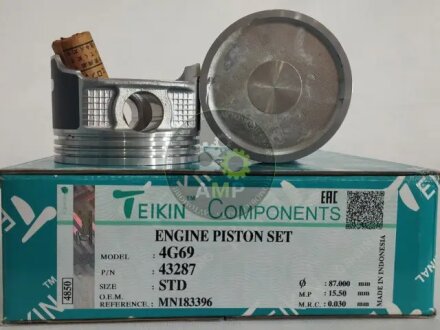 AMP
TEIKIN™ COMPONENTS EAC
ENGINE PISTON SET
MODEL : 4G69
P/N : 43287
SIZE : STD
O.E.M. REFERENCE. : MN183396
Ø : 87.000 mm
M.P : 15.50 mm
M.R.C : 0.030 mm
MADE IN INDONESIA
4850